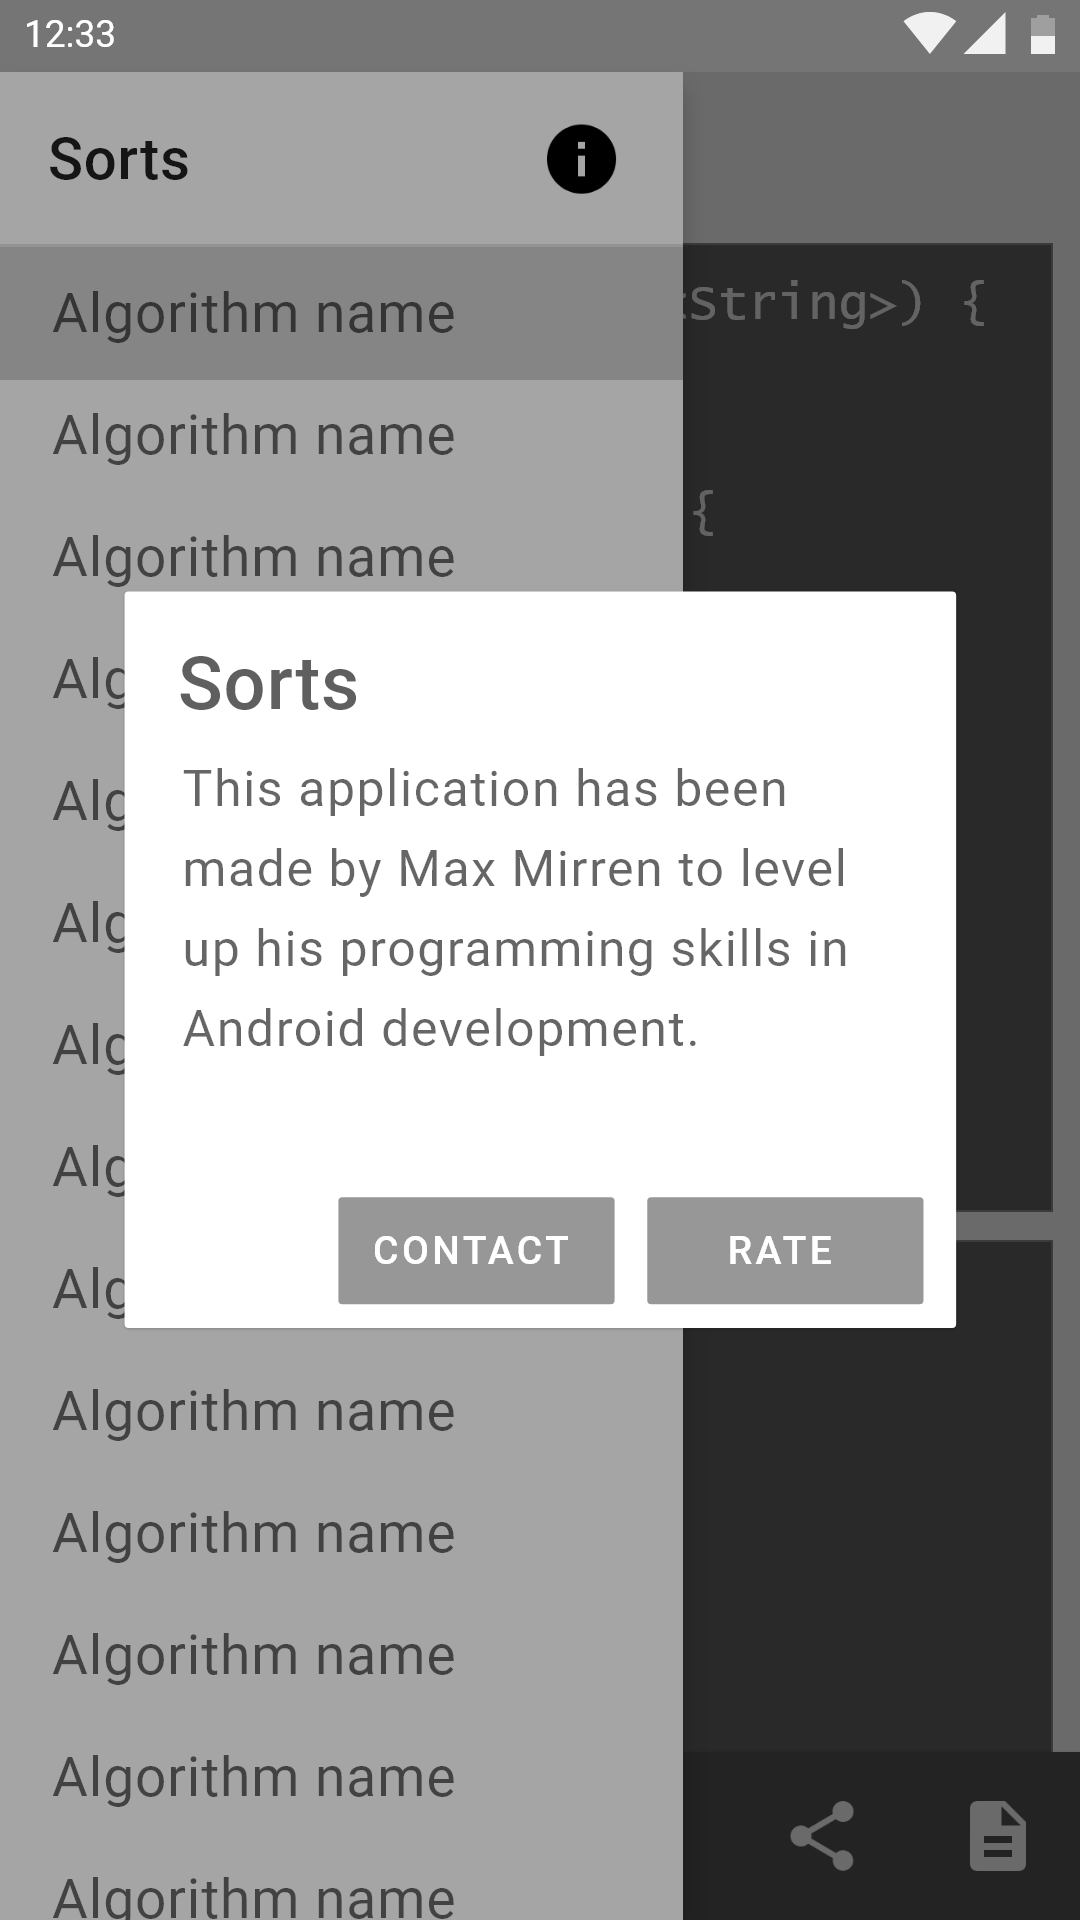 12:33
Sorts
Algorithm name
<String>) {
Algorithm name
{
Algorithm name
Alg
Alg
Alg
Alg
Alg
Alg
Sorts
This application has been
made by Max Mirren to level
up his programming skills in
Android development.
CONTACT RATE
Algorithm name
Algorithm name
Algorithm name
Algorithm name
Algorithm name